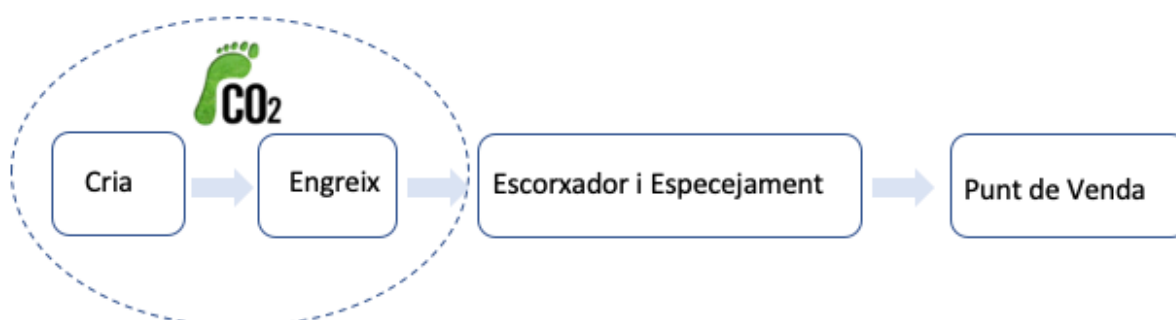 CO2
Cria
Engreix
Escorxador i Especejament
Punt de Venda